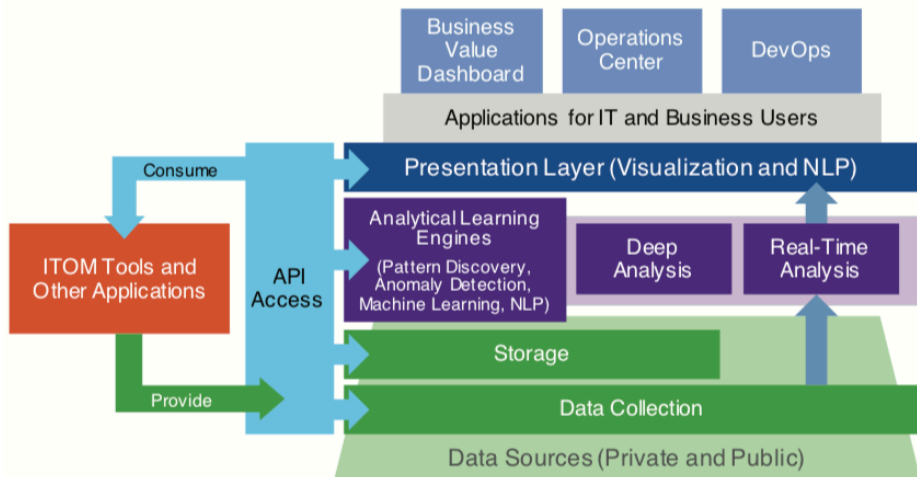 Business
Value
Dashboard
Operations
Center
DevOps
Applications for IT and Business Users
Consume
Presentation Layer (Visualization and NLP)
ITOM Tools and
Other Applications
API
Access
Analytical Learning
Engines
(Pattern Discovery,
Anomaly Detection,
Machine Learning, NLP)
Deep
Analysis
Real-Time
Analysis
Storage
Provide
Data Collection
Data Sources (Private and Public)